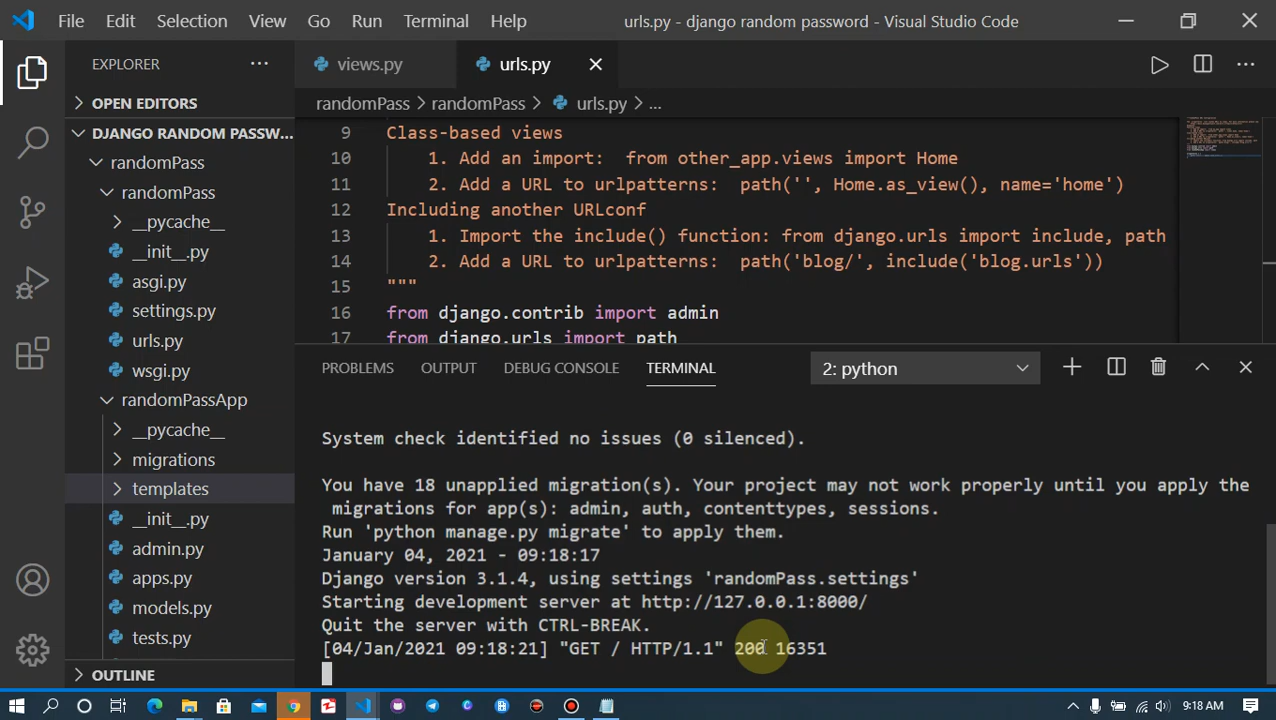 File Edit Selection View Go Run Terminal Help urls.py - django random password - Visual Studio Code
EXPLORER
OPEN EDITORS
DJANGO RANDOM PASSW...
randomPass
randomPass
__pycache__
__init__.py
asgi.py
settings.py
urls.py
wsgi.py
randomPassApp
__pycache__
migrations
templates
__init__.py
admin.py
apps.py
models.py
tests.py
OUTLINE
views.py urls.py
randomPass > randomPass > urls.py > ...
9 Class-based views
10 1. Add an import: from other_app.views import Home
11 2. Add a URL to urlpatterns: path('', Home.as_view(), name='home')
12 Including another URLconf
13 1. Import the include() function: from django.urls import include, path
14 2. Add a URL to urlpatterns: path('blog/', include('blog.urls'))
15 """
16 from django.contrib import admin
17 from django.urls import path
PROBLEMS OUTPUT DEBUG CONSOLE TERMINAL 2: python
System check identified no issues (0 silenced).
You have 18 unapplied migration(s). Your project may not work properly until you apply the
migrations for app(s): admin, auth, contenttypes, sessions.
Run 'python manage.py migrate' to apply them.
January 04, 2021 - 09:18:17
Django version 3.1.4, using settings 'randomPass.settings'
Starting development server at http://127.0.0.1:8000/
Quit the server with CTRL-BREAK.
[04/Jan/2021 09:18:21] "GET / HTTP/1.1" 200 16351
9:18 AM